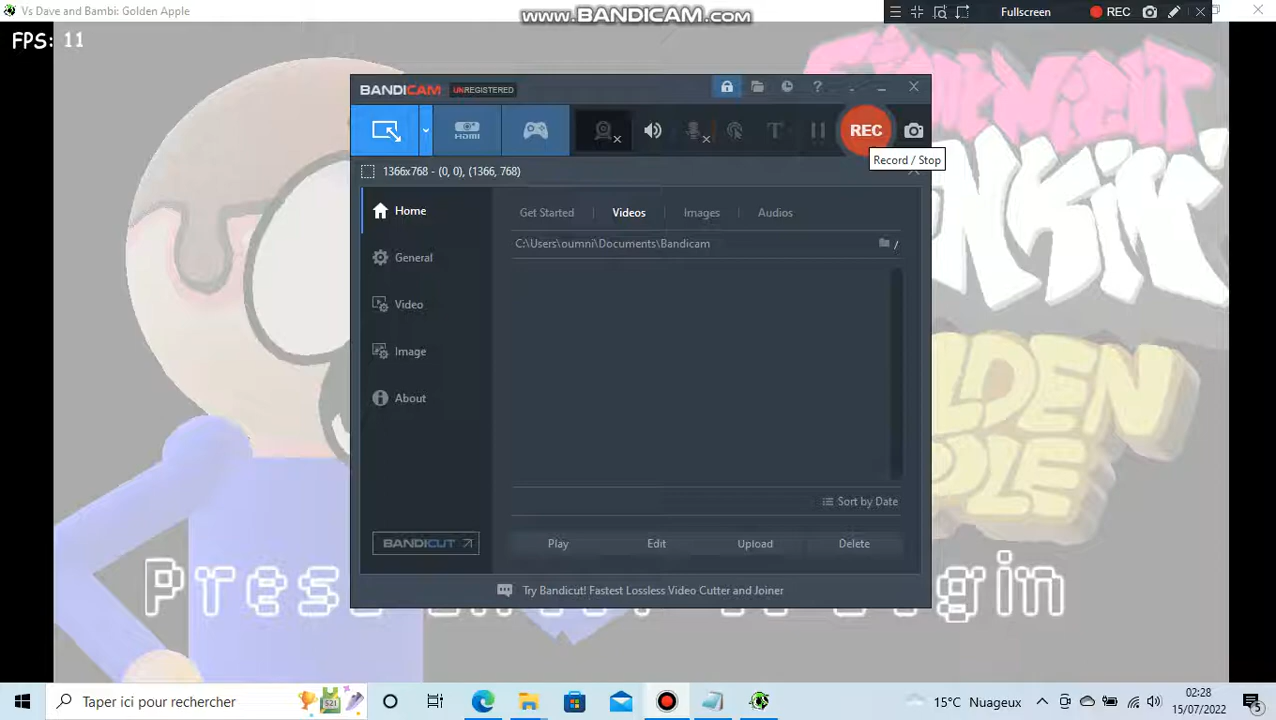 Vs Dave and Bambi: Golden Apple
www.BANDICAM.com
Fullscreen
REC
FPS: 11
BANDICAM
UNREGISTERED
?
HDMI
T
REC
Record / Stop
1366x768 - (0, 0), (1366, 768)
Home
General
Video
Image
About
BANDICUT
Get Started
Videos
Images
Audios
C:\Users\oumni\Documents\Bandicam
/
Sort by Date
Play
Edit
Upload
Delete
Try Bandicut! Fastest Lossless Video Cutter and Joiner
Taper ici pour rechercher
15°C Nuageux
02:28
15/07/2022
5